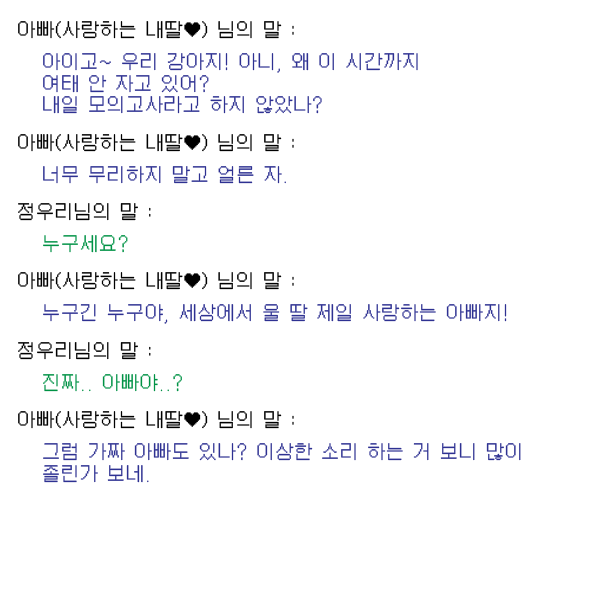 아빠(사랑하는 내딸♥) 님의 말 :
아이고~ 우리 강아지! 아니, 왜 이 시간까지
여태 안 자고 있어?
내일 모의고사라고 하지 않았나?
아빠(사랑하는 내딸♥) 님의 말 :
너무 무리하지 말고 얼른 자.
정우리님의 말 :
누구세요?
아빠(사랑하는 내딸♥) 님의 말 :
누구긴 누구야, 세상에서 울 딸 제일 사랑하는 아빠지!
정우리님의 말 :
진짜.. 아빠야..?
아빠(사랑하는 내딸♥) 님의 말 :
그럼 가짜 아빠도 있나? 이상한 소리 하는 거 보니 많이
졸린가 보네.